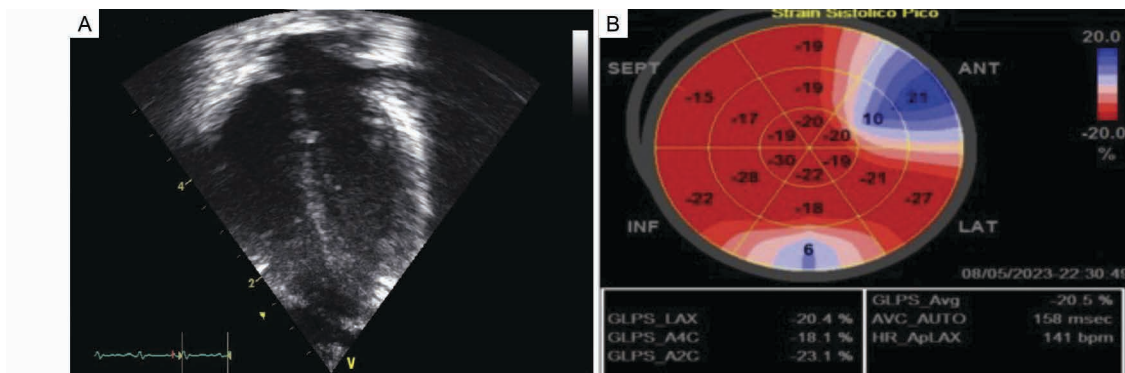 A
4
2
V
B
Strain Sistolico Pico
20.0
SEPT
ANT
-19
-15
-19
21
-17
10
-20
-19
-20
-20.0
%
-30
-19
-22
-28
-21
-22
-27
-18
INF
LAT
6
08/05/2023-22:30:49
GLPS_LAX -20.4 %
GLPS_A4C -18.1 %
GLPS_A2C -23.1 %
GLPS_Avg -20.5 %
AVC_AUTO 158 msec
HR_ApLAX 141 bpm